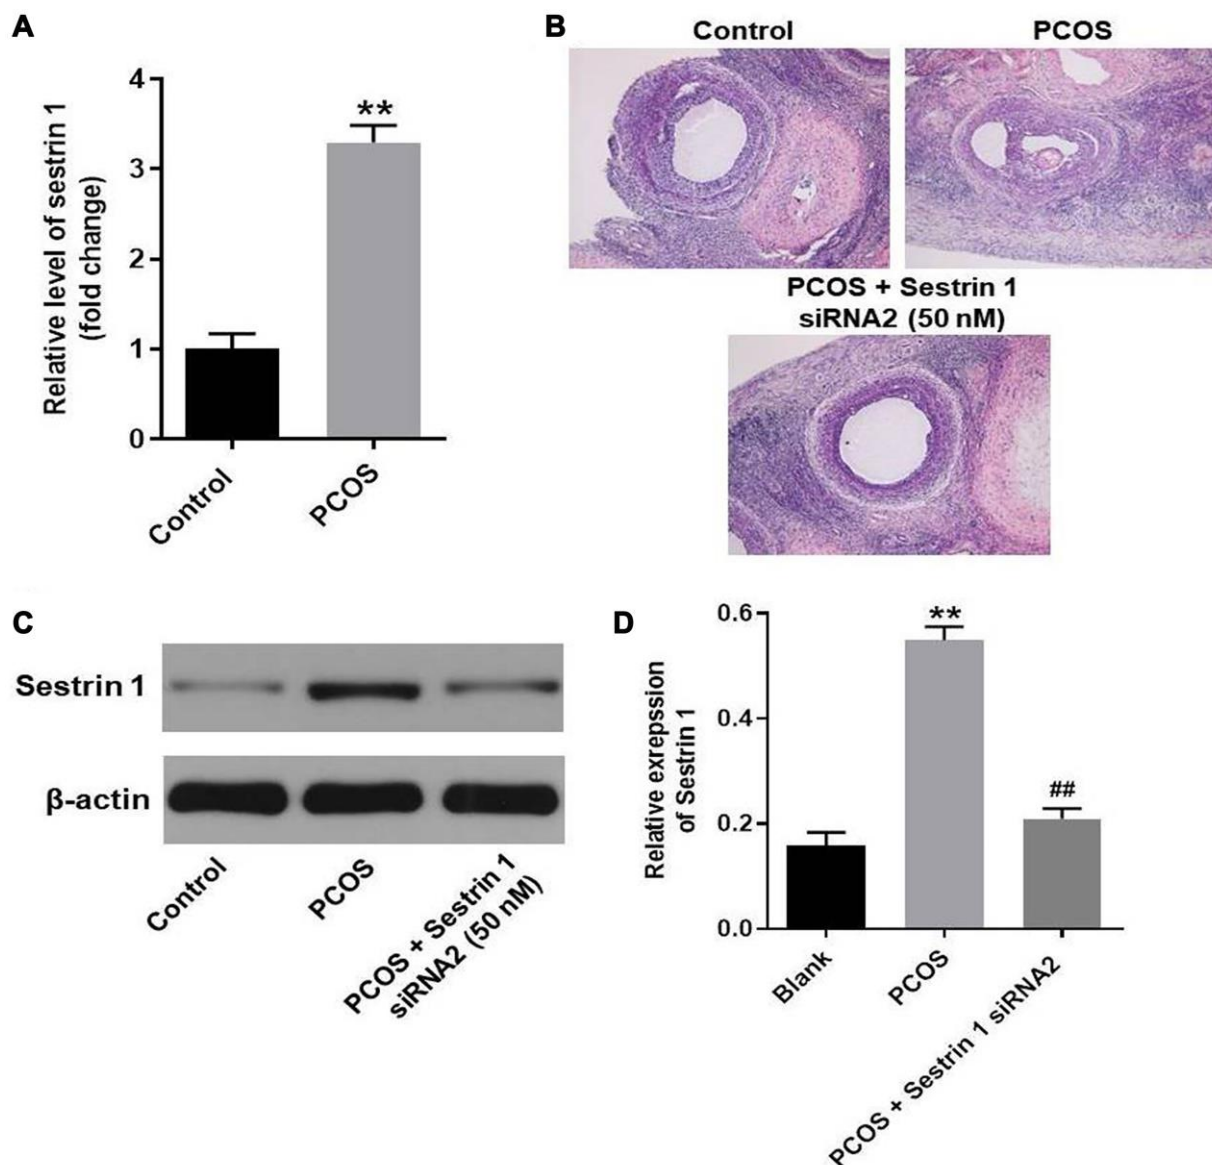 A
Relative level of sestrin 1
(fold change)
4
3
2
1
0
**
Control
PCOS
B
Control
PCOS
PCOS + Sestrin 1
siRNA2 (50 nM)
C
Sestrin 1
β-actin
Control
PCOS
PCOS + Sestrin 1
siRNA2 (50 nM)
D
Relative exrepssion
of Sestrin 1
0.6
0.4
0.2
0.0
**
##
Blank
PCOS
PCOS + Sestrin 1 siRNA2